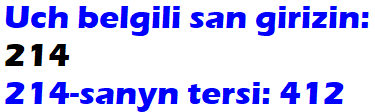 Uch belgili san girizin:
214
214-sanyn tersi: 412